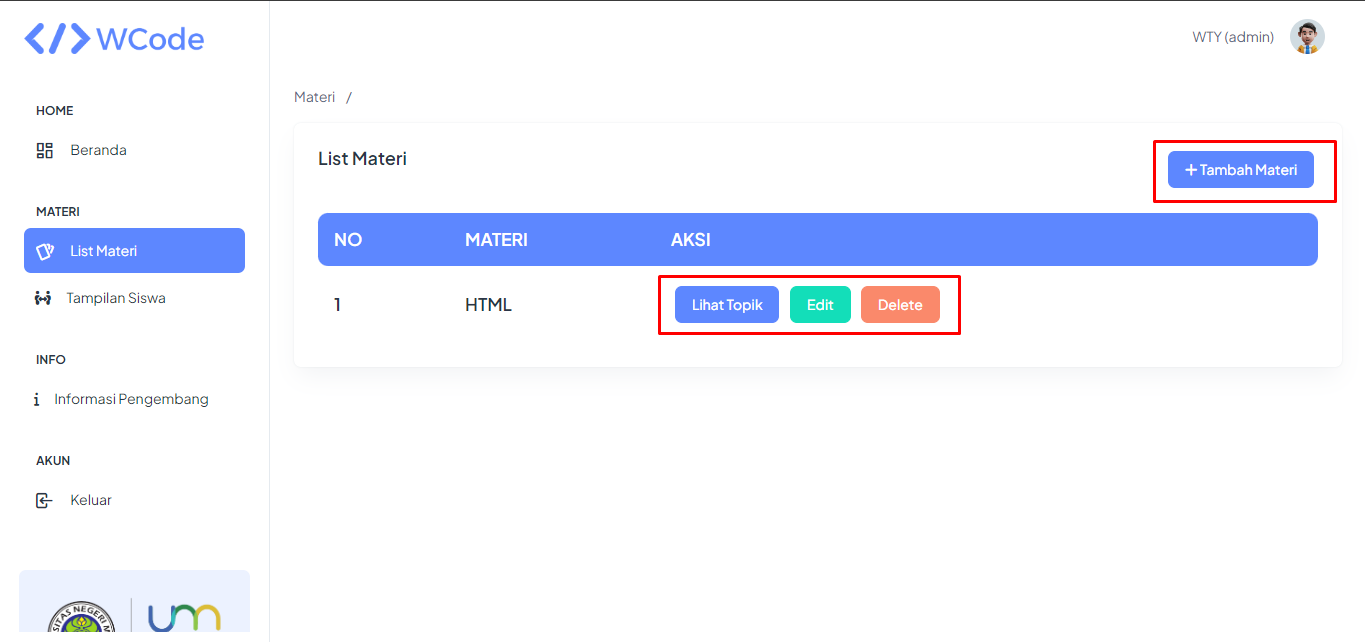 </> WCode
WTY (admin)
HOME
Beranda
MATERI
List Materi
Tampilan Siswa
INFO
i Informasi Pengembang
AKUN
Keluar
Materi /
List Materi
+ Tambah Materi
NO MATERI AKSI
1 HTML Lihat Topik Edit Delete
NEGERI
um